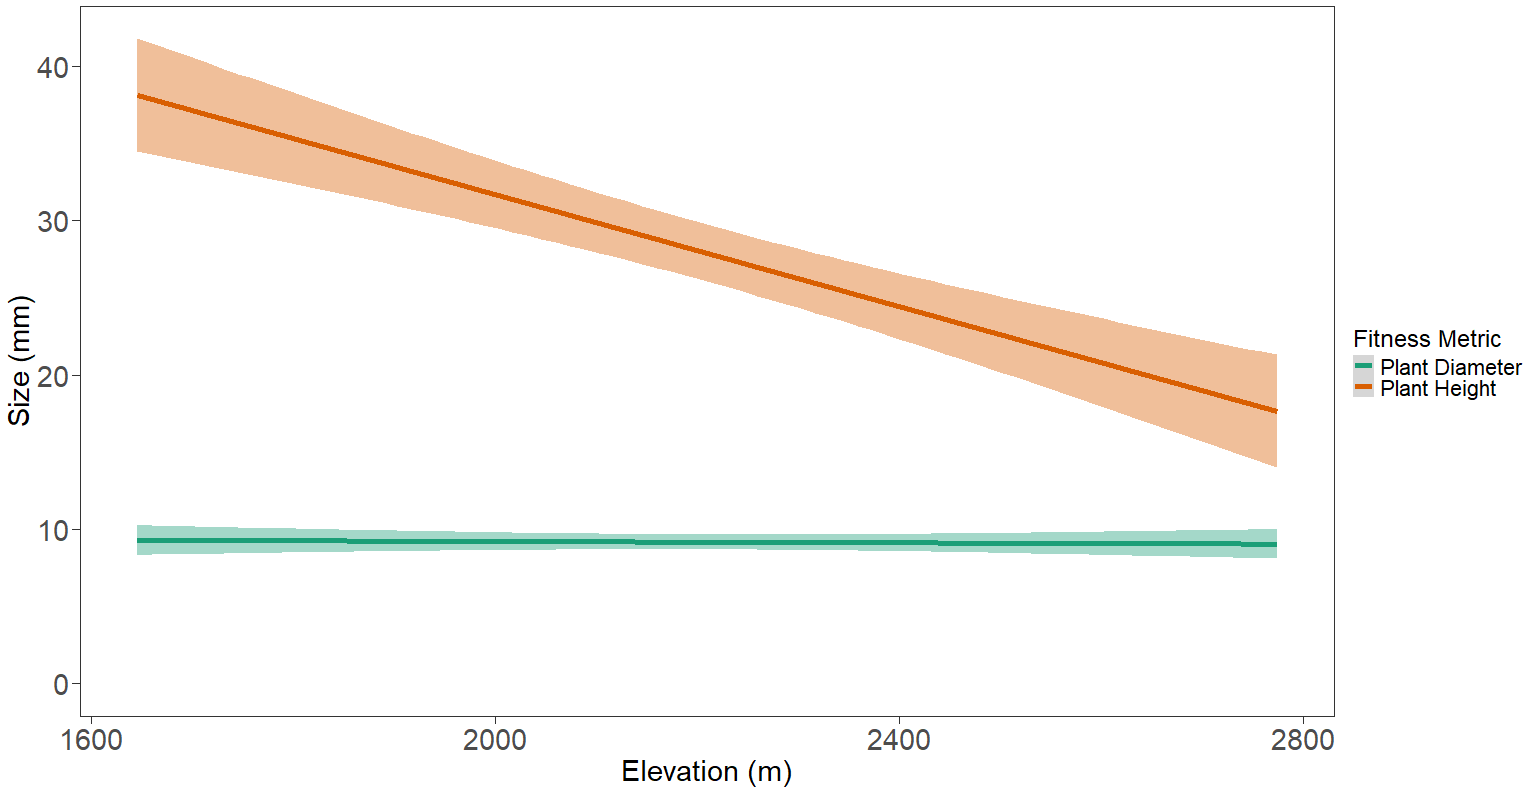 40
30
20
10
0
Size (mm)
1600 2000 2400 2800
Elevation (m)
Fitness Metric
Plant Diameter
Plant Height